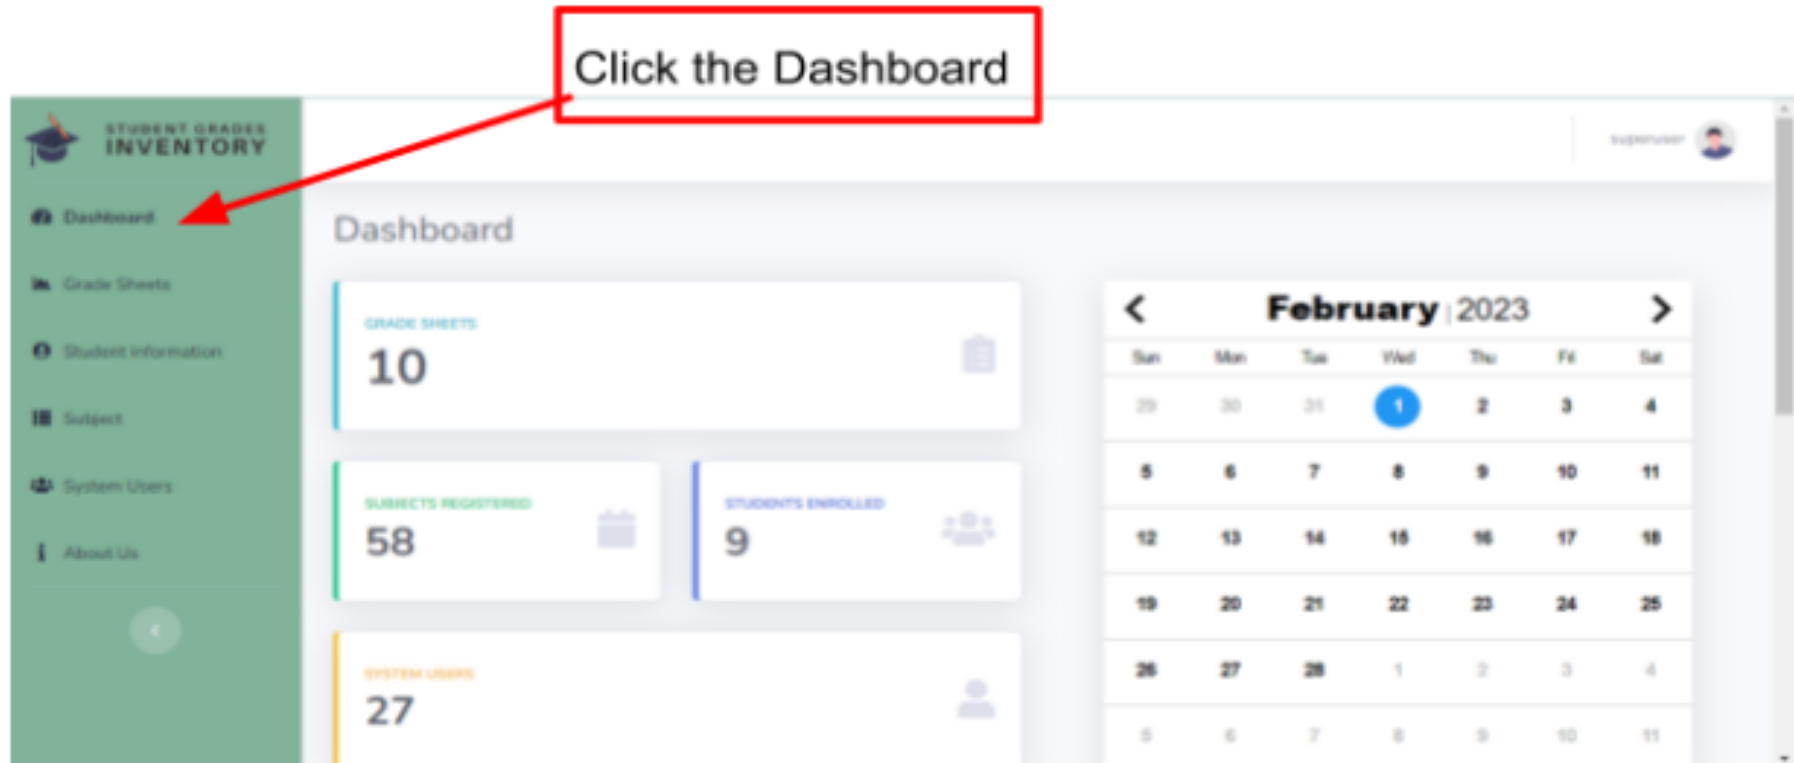 Click the Dashboard
STUDENT GRADES
INVENTORY
superuser
Dashboard
Grade Sheets
Student information
Subject
System Users
About Us
Dashboard
GRADE SHEETS
10
SUBJECTS REGISTERED
58
STUDENTS ENROLLED
9
SYSTEM USERS
27
February | 2023
Sun Mon Tue Wed Thu Fri Sat
29 30 31 1 2 3 4
5 6 7 8 9 10 11
12 13 14 15 16 17 18
19 20 21 22 23 24 25
26 27 28 1 2 3 4
5 6 7 8 9 10 11